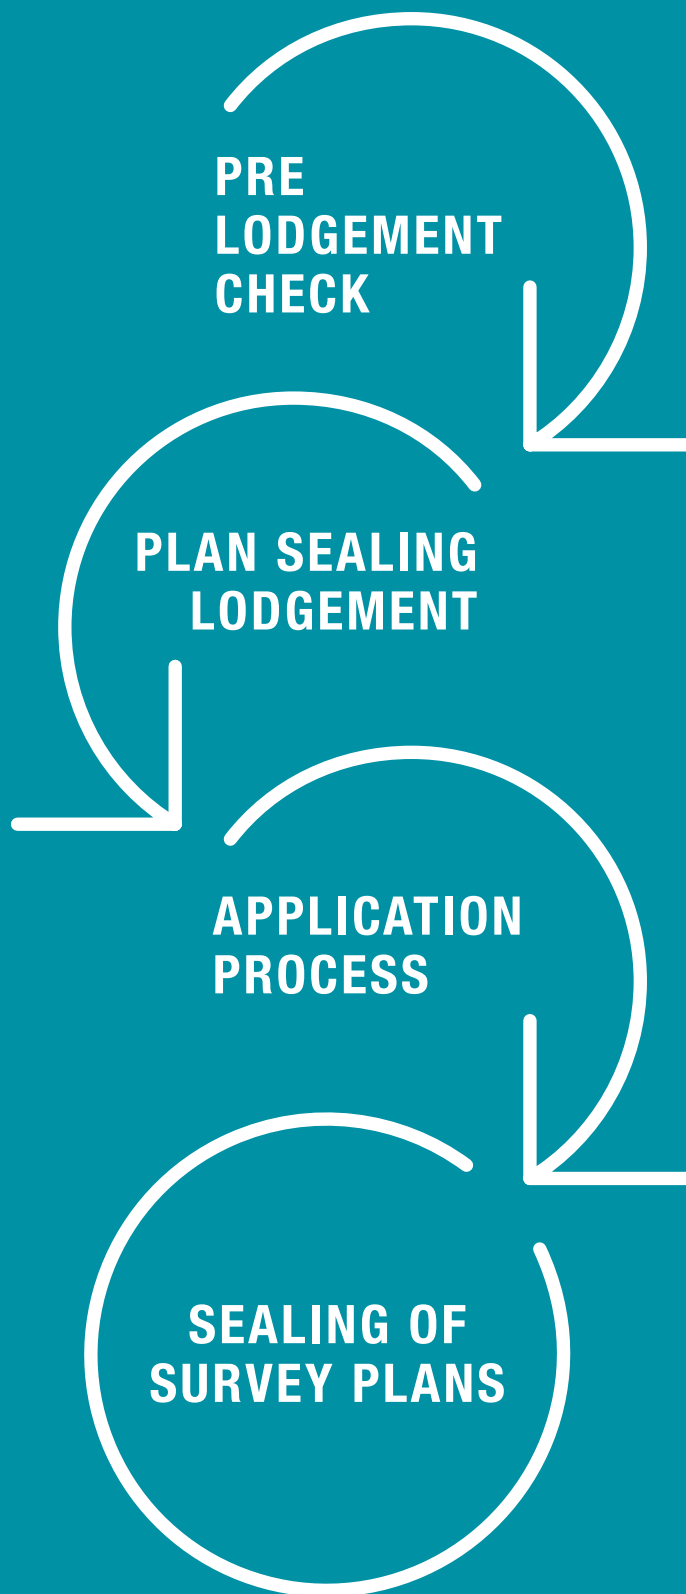 PRE
LODGEMENT
CHECK
PLAN SEALING
LODGEMENT
APPLICATION
PROCESS
SEALING OF
SURVEY PLANS